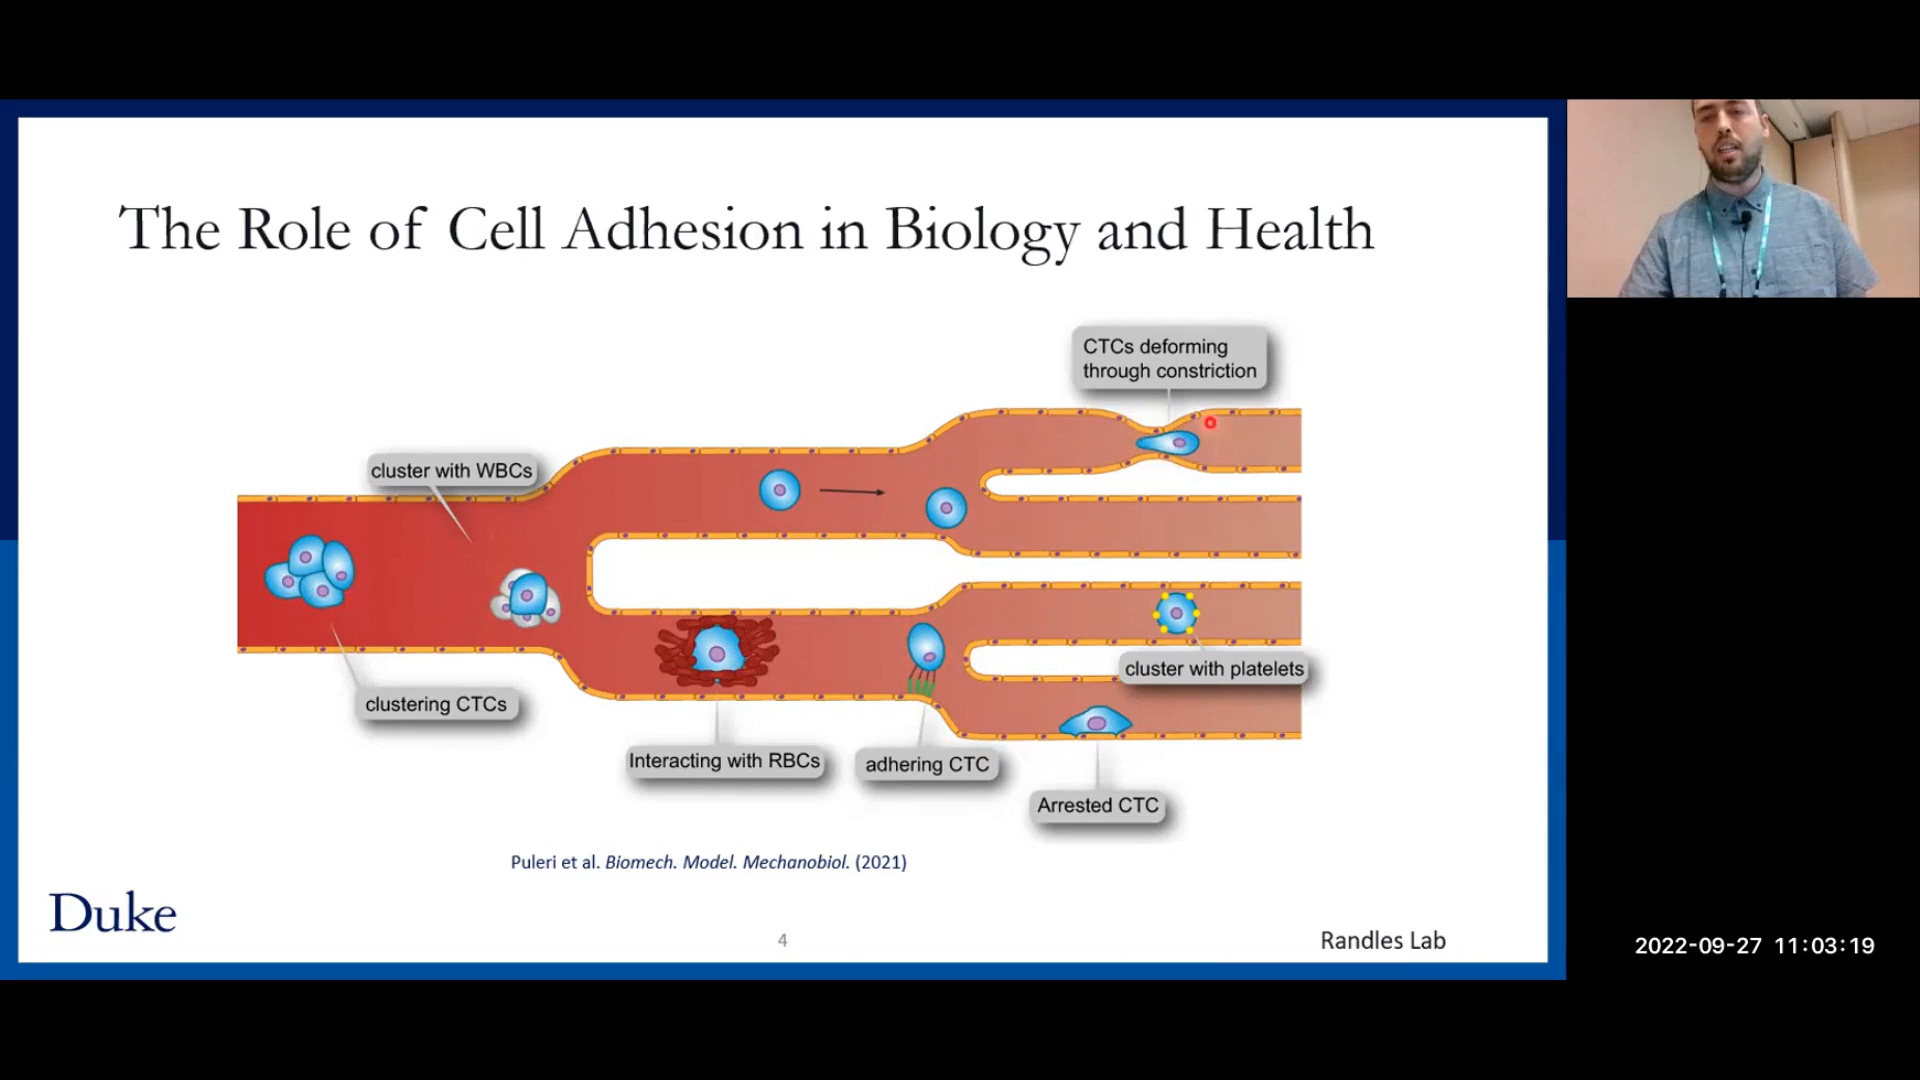 The Role of Cell Adhesion in Biology and Health
CTCs deforming
through constriction
cluster with WBCs
clustering CTCs
Interacting with RBCs
adhering CTC
cluster with platelets
Arrested CTC
Puleri et al. Biomech. Model. Mechanobiol. (2021)
Duke
4
Randles Lab
2022-09-27 11:03:19